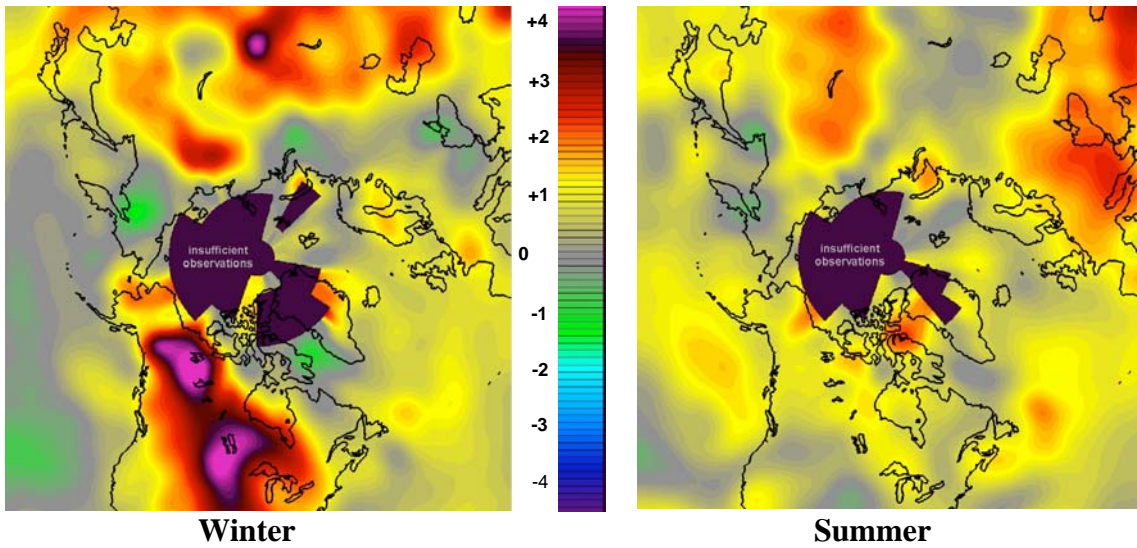 insufficient
observations
+4
+3
+2
+1
0
-1
-2
-3
-4
insufficient
observations
Winter
Summer